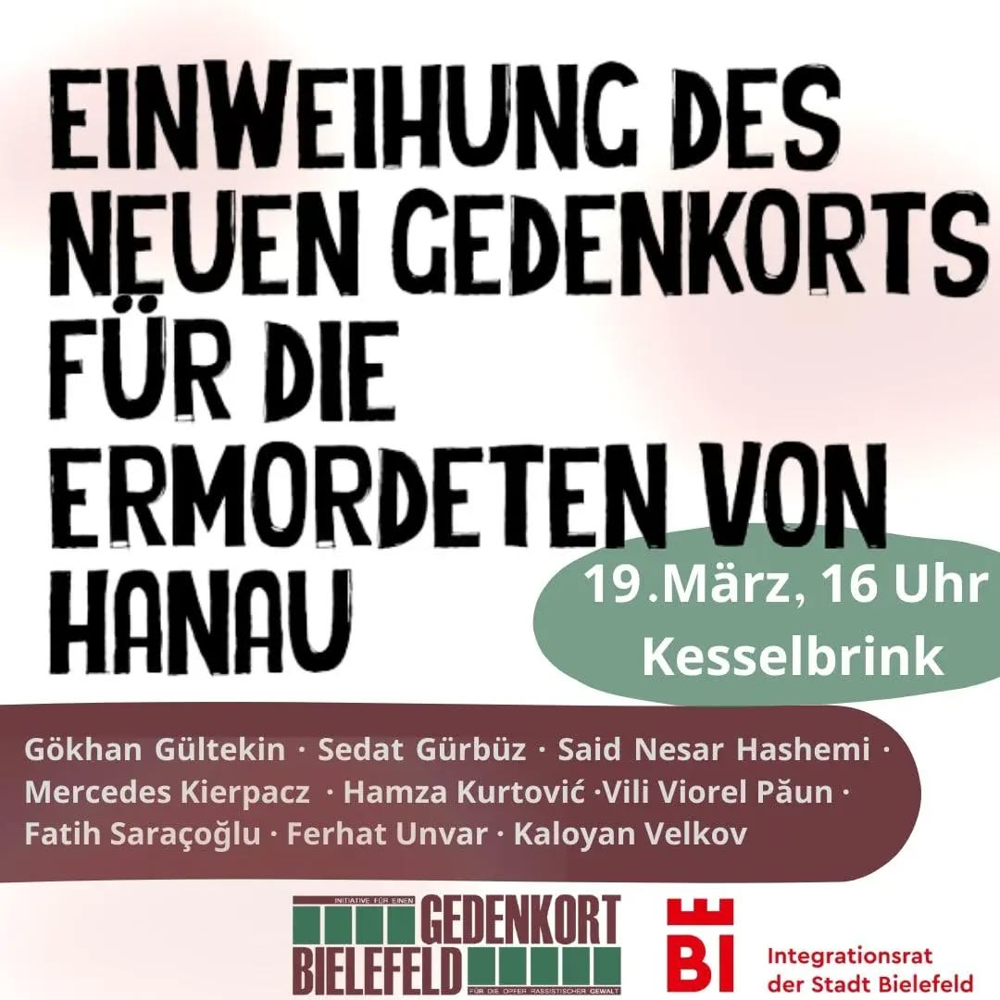 EINWEIHUNG DES
NEUEN GEDENKORTS
FÜR DIE
ERMORDETEN VON
HANAU
19.März, 16 Uhr
Kesselbrink
Gökhan Gültekin · Sedat Gürbüz · Said Nesar Hashemi ·
Mercedes Kierpacz · Hamza Kurtović ·Vili Viorel Păun ·
Fatih Saraçoğlu · Ferhat Unvar · Kaloyan Velkov
INITIATIVE FÜR EINEN
GEDENKORT
BIELEFELD
FÜR DIE OPFER RASSISTISCHER GEWALT
BI
Integrationsrat
der Stadt Bielefeld